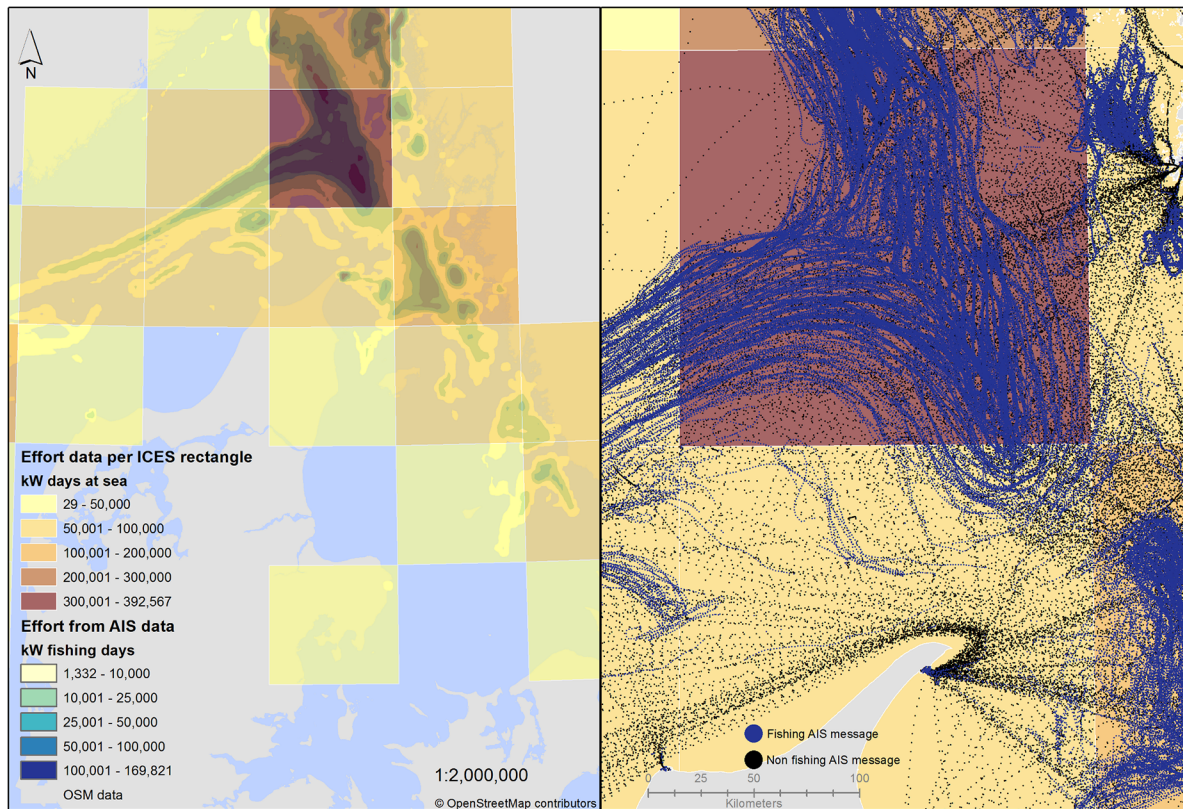 N
Effort data per ICES rectangle
kW days at sea
29 - 50,000
50,001 - 100,000
100,001 - 200,000
200,001 - 300,000
300,001 - 392,567
Effort from AIS data
kW fishing days
1,332 - 10,000
10,001 - 25,000
25,001 - 50,000
50,001 - 100,000
100,001 - 169,821
OSM data
1:2,000,000
© OpenStreetMap contributors
Fishing AIS message
Non fishing AIS message
0 25 50 100
Kilometers